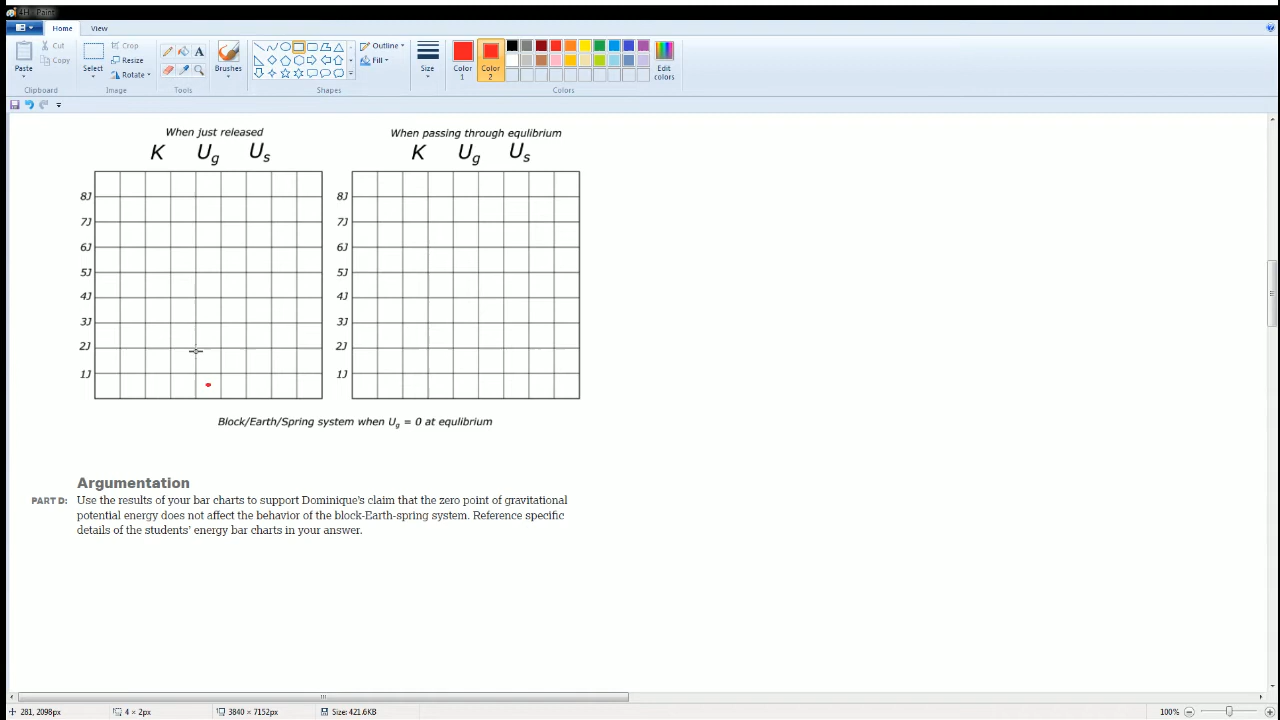 4H - Paint
Home
View
Paste
Cut
Copy
Clipboard
Select
Crop
Resize
Rotate
Image
A
Tools
Brushes
Outline
Fill
Shapes
Size
Color 1
Color 2
Edit colors
Colors
When just released
K Ug Us
8J
7J
6J
5J
4J
3J
2J
1J
When passing through equlibrium
K Ug Us
8J
7J
6J
5J
4J
3J
2J
1J
Block/Earth/Spring system when Ug = 0 at equlibrium
Argumentation
PART D: Use the results of your bar charts to support Dominique's claim that the zero point of gravitational
potential energy does not affect the behavior of the block-Earth-spring system. Reference specific
details of the students' energy bar charts in your answer.
281, 2098px
4 × 2px
3840 × 7152px
Size: 421.6KB
100%